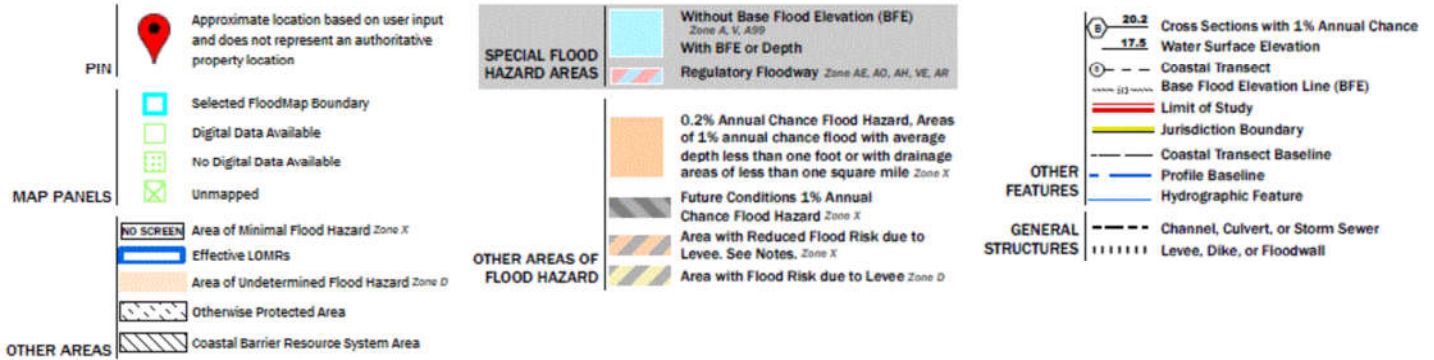 Approximate location based on user input
and does not represent an authoritative
property location
PIN
Selected FloodMap Boundary
Digital Data Available
No Digital Data Available
Unmapped
MAP PANELS
NO SCREEN Area of Minimal Flood Hazard Zone X
Effective LOMRs
Area of Undetermined Flood Hazard Zone D
Otherwise Protected Area
Coastal Barrier Resource System Area
OTHER AREAS
Without Base Flood Elevation (BFE)
Zone A, V, A99
With BFE or Depth
Regulatory Floodway Zone AE, AO, AH, VE, AR
SPECIAL FLOOD
HAZARD AREAS
0.2% Annual Chance Flood Hazard, Areas
of 1% annual chance flood with average
depth less than one foot or with drainage
areas of less than one square mile Zone X
Future Conditions 1% Annual
Chance Flood Hazard Zone X
Area with Reduced Flood Risk due to
Levee. See Notes. Zone X
Area with Flood Risk due to Levee Zone D
OTHER AREAS OF
FLOOD HAZARD
B 20.2 Cross Sections with 1% Annual Chance
17.5 Water Surface Elevation
8 Coastal Transect
513 Base Flood Elevation Line (BFE)
Limit of Study
Jurisdiction Boundary
Coastal Transect Baseline
Profile Baseline
Hydrographic Feature
OTHER
FEATURES
Channel, Culvert, or Storm Sewer
Levee, Dike, or Floodwall
GENERAL
STRUCTURES